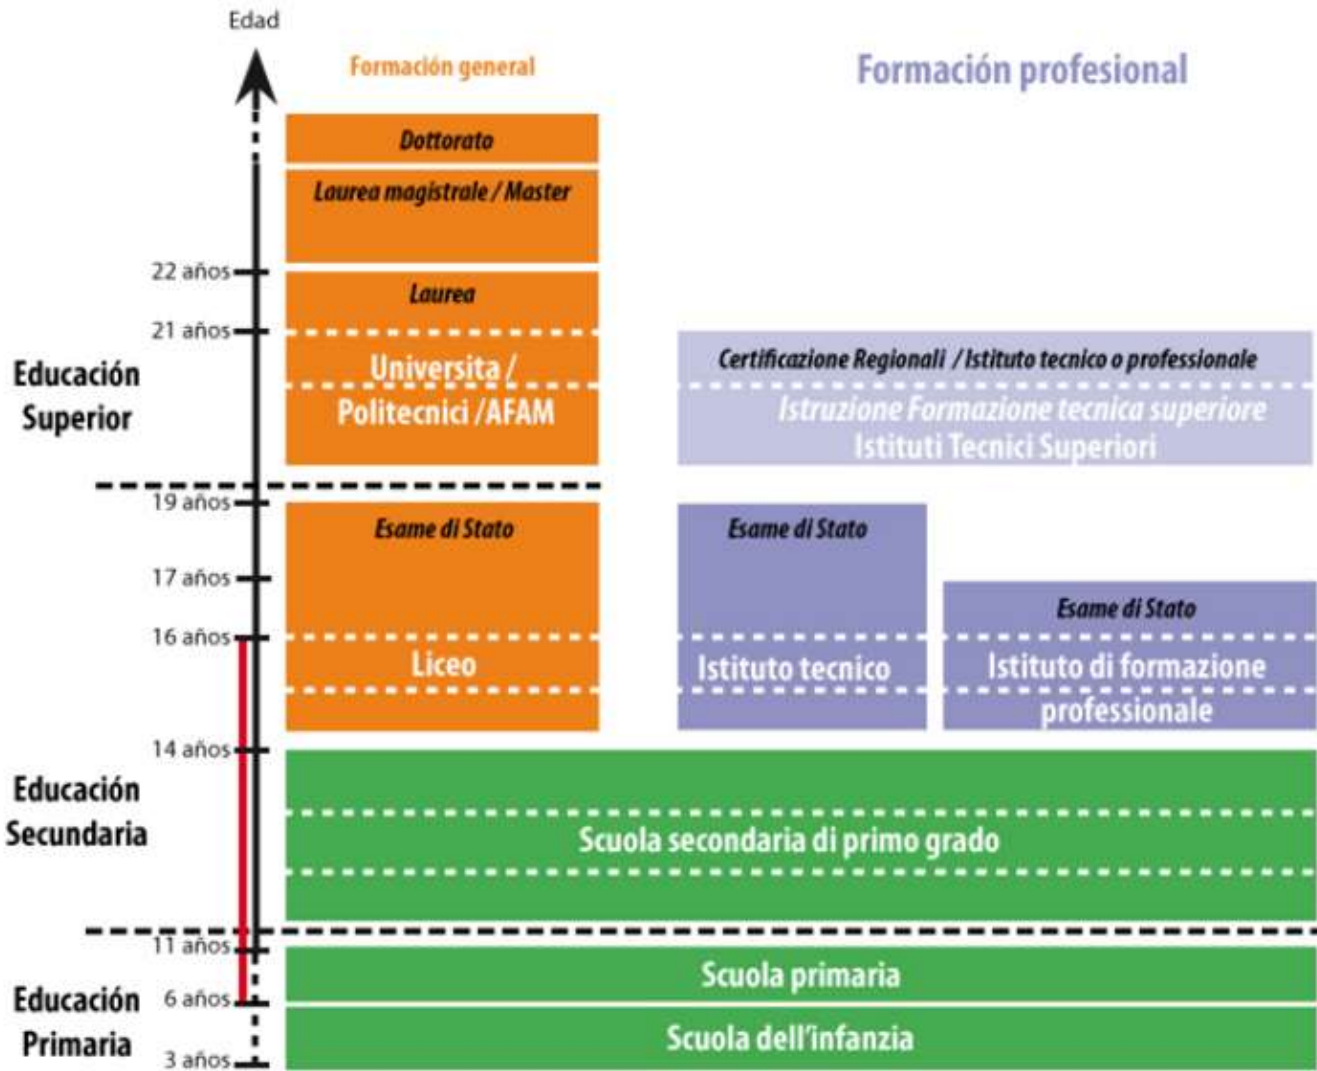 Edad
Formación general
Formación profesional
Dottorato
Laurea magistrale / Master
22 años
Laurea
21 años
Educación
Superior
Universita /
Politecnici /AFAM
Certificazione Regionali / Istituto tecnico o professionale
Istruzione Formazione tecnica superiore
Istituti Tecnici Superiori
19 años
Esame di Stato
Esame di Stato
17 años
Esame di Stato
16 años
Liceo
Istituto tecnico
Istituto di formazione
professionale
14 años
Educación
Secundaria
Scuola secondaria di primo grado
11 años
Scuola primaria
Educación
Primaria
6 años
Scuola dell'infanzia
3 años